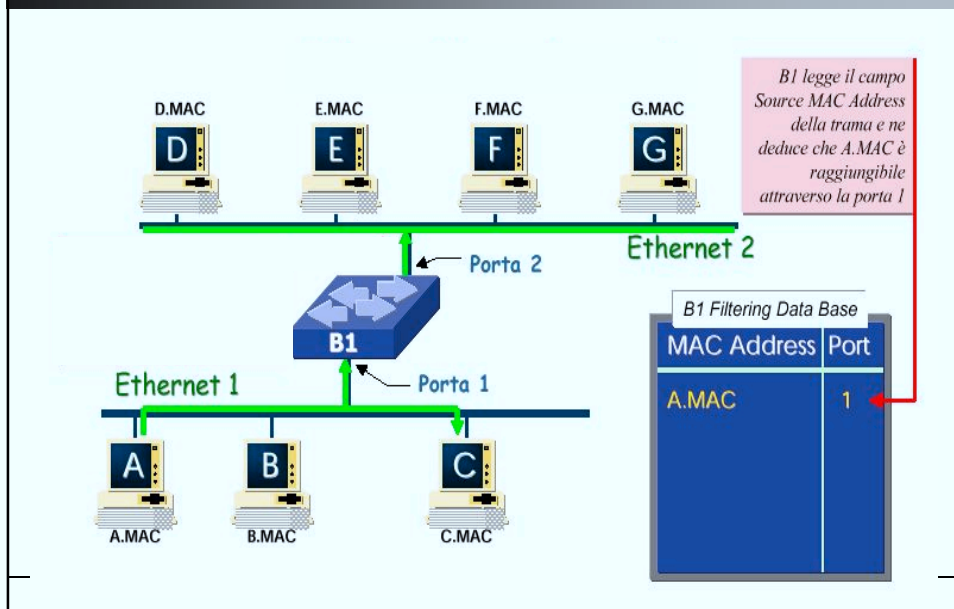 B1 legge il campo
Source MAC Address
della trama e ne
deduce che A.MAC è
raggiungibile
attraverso la porta 1
D.MAC
E.MAC
F.MAC
G.MAC
D
E
F
G
Ethernet 2
Porta 2
B1
Porta 1
Ethernet 1
A
B
C
A.MAC
B.MAC
C.MAC
B1 Filtering Data Base
MAC Address Port
A.MAC 1